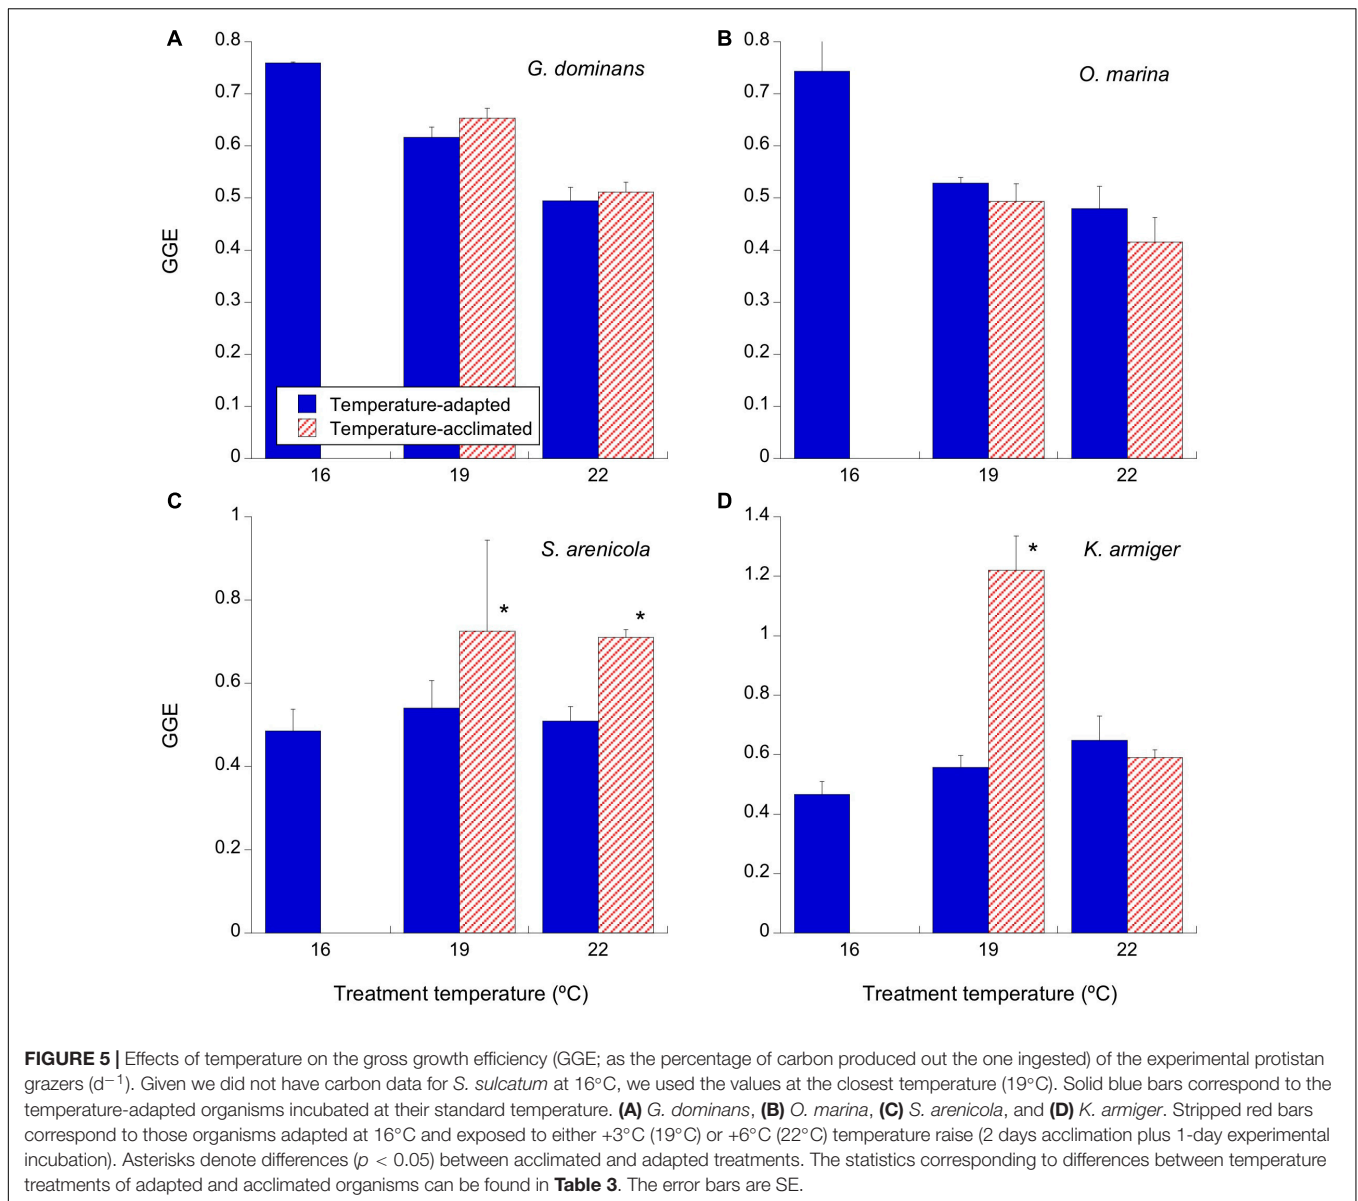 A
G. dominans
0.8
0.7
0.6
0.5
0.4
0.3
0.2
0.1
0
GGE
Temperature-adapted
Temperature-acclimated
16
19
22
B
O. marina
0.8
0.7
0.6
0.5
0.4
0.3
0.2
0.1
0
16
19
22
C
S. arenicola
1
0.8
0.6
0.4
0.2
0
GGE
*
*
16
19
22
Treatment temperature (ºC)
D
K. armiger
1.4
1.2
1
0.8
0.6
0.4
0.2
0
*
16
19
22
Treatment temperature (ºC)
FIGURE 5 | Effects of temperature on the gross growth efficiency (GGE; as the percentage of carbon produced out the one ingested) of the experimental protistan
grazers (d−1). Given we did not have carbon data for S. sulcatum at 16°C, we used the values at the closest temperature (19°C). Solid blue bars correspond to the
temperature-adapted organisms incubated at their standard temperature. (A) G. dominans, (B) O. marina, (C) S. arenicola, and (D) K. armiger. Stripped red bars
correspond to those organisms adapted at 16°C and exposed to either +3°C (19°C) or +6°C (22°C) temperature raise (2 days acclimation plus 1-day experimental
incubation). Asterisks denote differences (p < 0.05) between acclimated and adapted treatments. The statistics corresponding to differences between temperature
treatments of adapted and acclimated organisms can be found in Table 3. The error bars are SE.